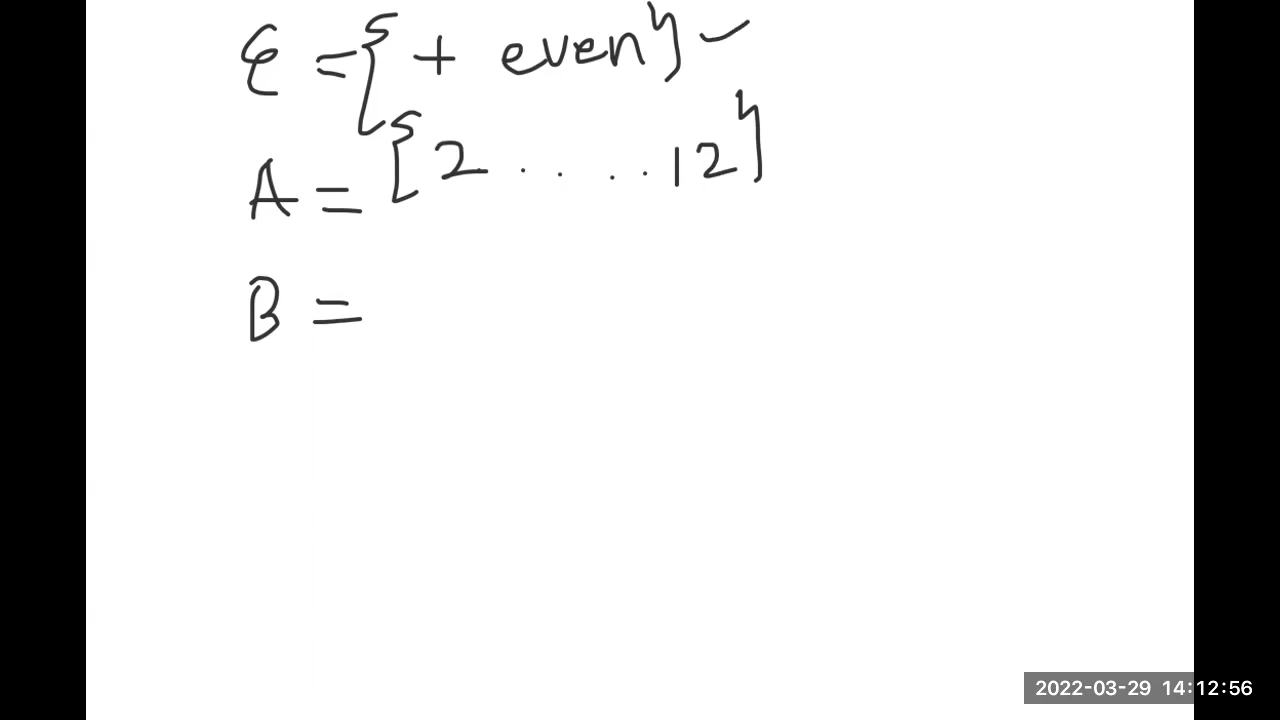 ℰ = {+ even} ✓
A = {2 . . . . . 12}
B =
2022-03-29 14:12:56